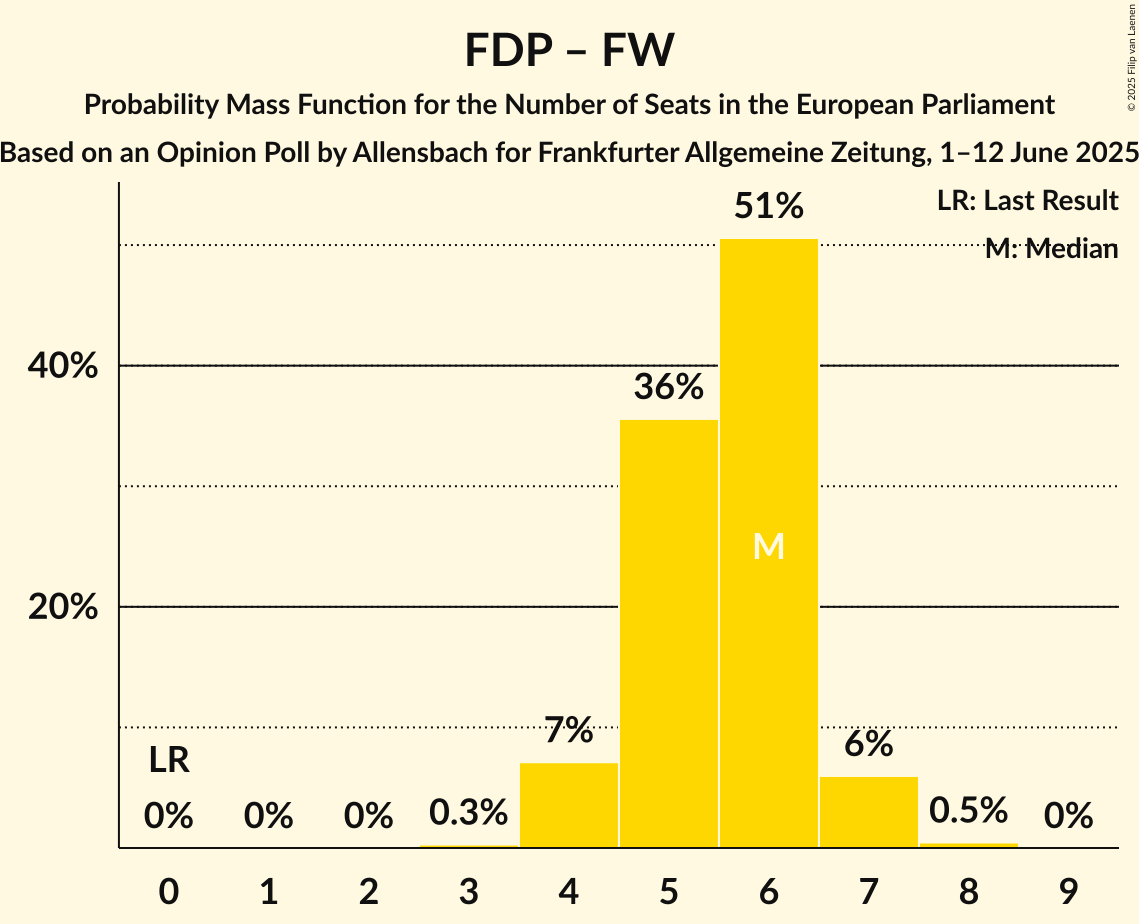 FDP – FW
Probability Mass Function for the Number of Seats in the European Parliament
Based on an Opinion Poll by Allensbach for Frankfurter Allgemeine Zeitung, 1–12 June 2025
© 2025 Filip van Laenen
LR: Last Result
M: Median
51%
40%
36%
M
20%
7%
6%
LR
0%
0%
0%
0.3%
0.5%
0%
0 1 2 3 4 5 6 7 8 9